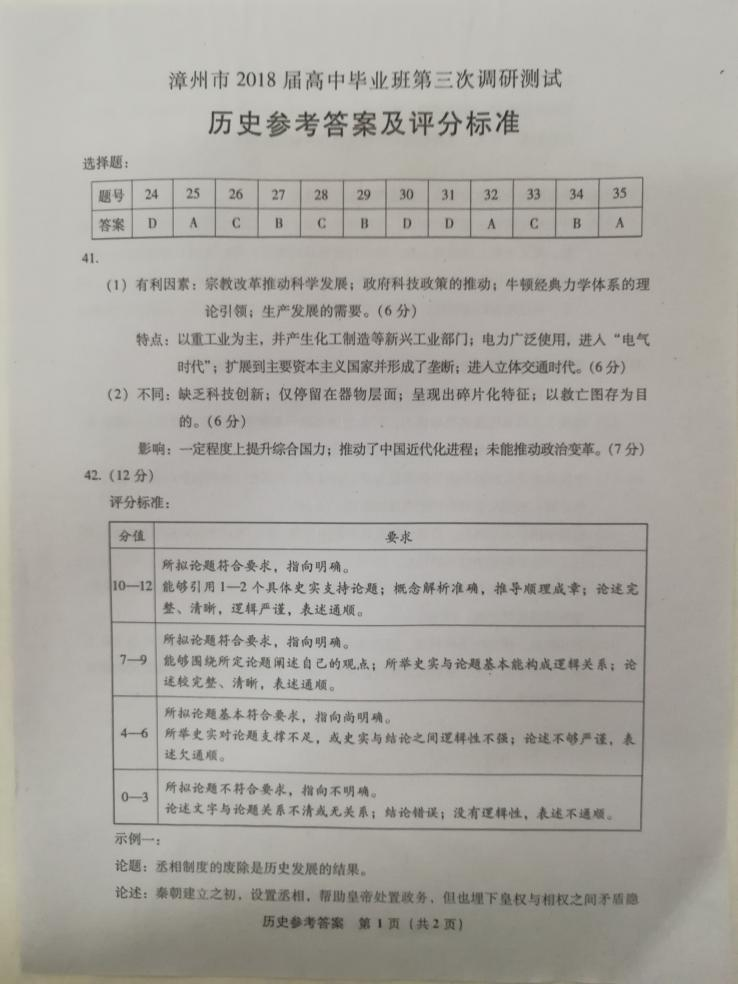 漳州市2018届高中毕业班第三次调研测试
历史参考答案及评分标准
选择题：
题号 24 25 26 27 28 29 30 31 32 33 34 35
答案 D A C B C B D D A C B A
41.
（1）有利因素：宗教改革推动科学发展；政府科技政策的推动；牛顿经典力学体系的理
论引领；生产发展的需要。（6分）
特点：以重工业为主，并产生化工制造等新兴工业部门；电力广泛使用，进入“电气
时代”；扩展到主要资本主义国家并形成了垄断；进入立体交通时代。（6分）
（2）不同：缺乏科技创新；仅停留在器物层面；呈现出碎片化特征；以救亡图存为目
的。（6分）
影响：一定程度上提升综合国力；推动了中国近代化进程；未能推动政治变革。（7分）
42.（12分）
评分标准：
分值 要求
10—12 所拟论题符合要求，指向明确。
能够引用1—2个具体史实支持论题；概念解析准确，推导顺理成章；论述完
整、清晰，逻辑严谨，表述通顺。
7—9 所拟论题符合要求，指向明确。
能够围绕所定论题阐述自己的观点；所举史实与论题基本能构成逻辑关系；论
述较完整、清晰，表述通顺。
4—6 所拟论题基本符合要求，指向尚明确。
所举史实对论题支撑不足，或史实与结论之间逻辑性不强；论述不够严谨，表
述欠通顺。
0—3 所拟论题不符合要求，指向不明确。
论述文字与论题关系不清或无关系；结论错误；没有逻辑性，表述不通顺。
示例一：
论题：丞相制度的废除是历史发展的结果。
论述：秦朝建立之初，设置丞相，帮助皇帝处置政务，但也埋下皇权与相权之间矛盾隐
历史参考答案 第1页（共2页）